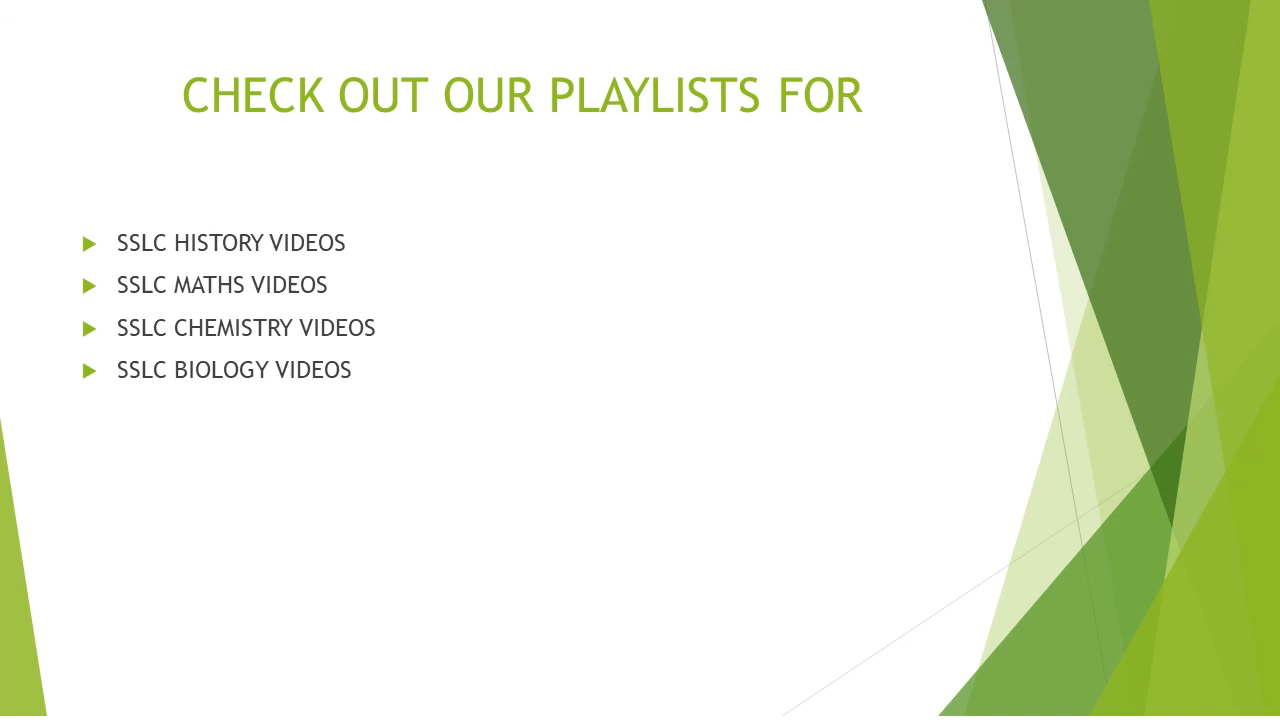 CHECK OUT OUR PLAYLISTS FOR
SSLC HISTORY VIDEOS
SSLC MATHS VIDEOS
SSLC CHEMISTRY VIDEOS
SSLC BIOLOGY VIDEOS